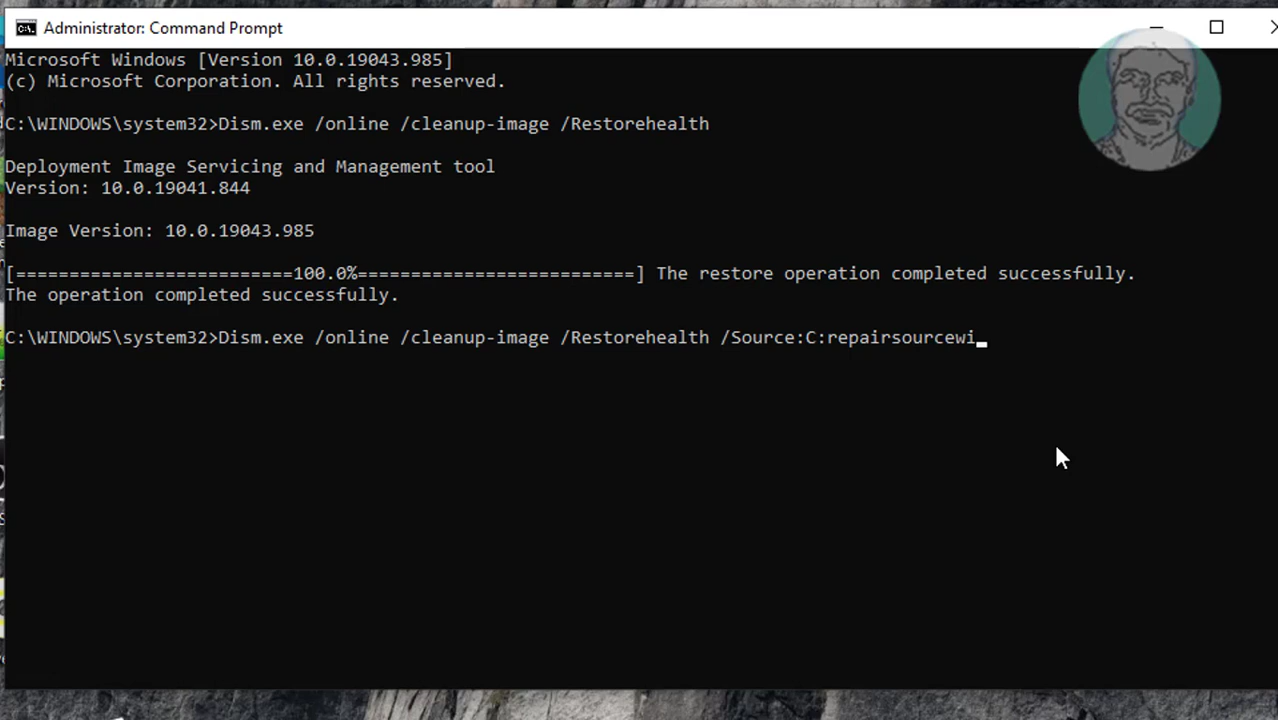 Administrator: Command Prompt
Microsoft Windows [Version 10.0.19043.985]
(c) Microsoft Corporation. All rights reserved.
C:\WINDOWS\system32>Dism.exe /online /cleanup-image /Restorehealth
Deployment Image Servicing and Management tool
Version: 10.0.19041.844
Image Version: 10.0.19043.985
[==========================100.0%==========================] The restore operation completed successfully.
The operation completed successfully.
C:\WINDOWS\system32>Dism.exe /online /cleanup-image /Restorehealth /Source:C:repairsourcewi_